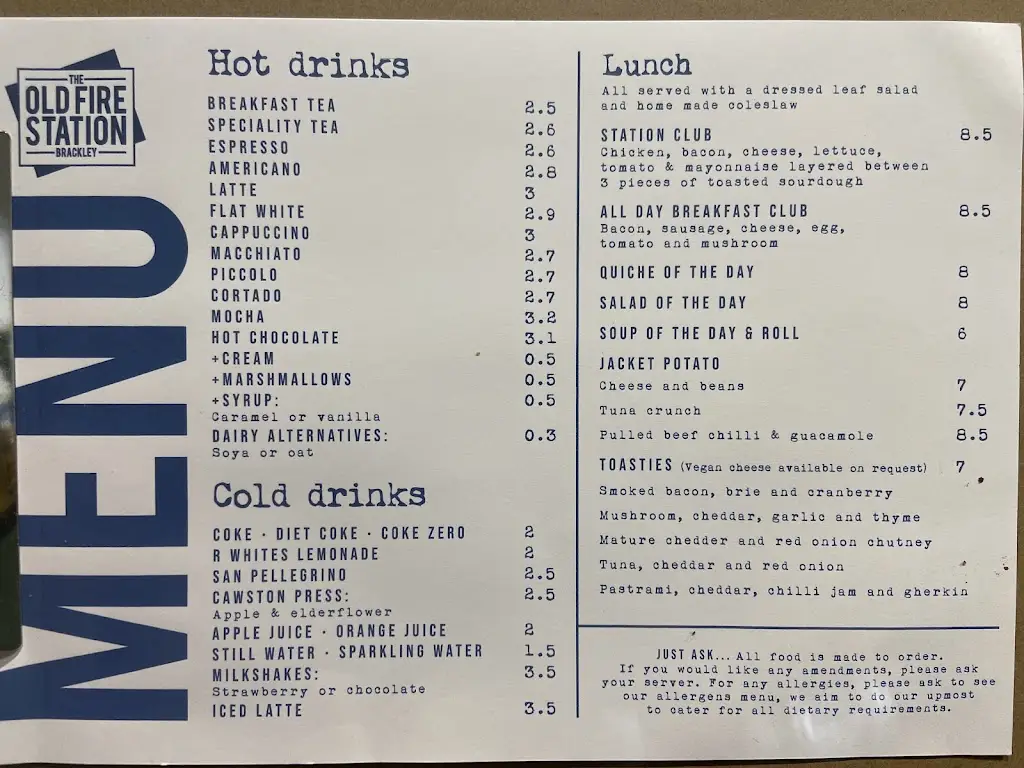 THE
OLD FIRE
STATION
BRACKLEY
MENU
Hot drinks
BREAKFAST TEA 2.5
SPECIALITY TEA 2.6
ESPRESSO 2.6
AMERICANO 2.8
LATTE 3
FLAT WHITE 2.9
CAPPUCCINO 3
MACCHIATO 2.7
PICCOLO 2.7
CORTADO 2.7
MOCHA 3.2
HOT CHOCOLATE 3.1
+CREAM 0.5
+MARSHMALLOWS 0.5
+SYRUP: 0.5
Caramel or vanilla
DAIRY ALTERNATIVES: 0.3
Soya or oat
Cold drinks
COKE · DIET COKE · COKE ZERO 2
R WHITES LEMONADE 2
SAN PELLEGRINO 2.5
CAWSTON PRESS: 2.5
Apple & elderflower
APPLE JUICE · ORANGE JUICE 2
STILL WATER · SPARKLING WATER 1.5
MILKSHAKES: 3.5
Strawberry or chocolate
ICED LATTE 3.5
Lunch
All served with a dressed leaf salad
and home made coleslaw
STATION CLUB 8.5
Chicken, bacon, cheese, lettuce,
tomato & mayonnaise layered between
3 pieces of toasted sourdough
ALL DAY BREAKFAST CLUB 8.5
Bacon, sausage, cheese, egg,
tomato and mushroom
QUICHE OF THE DAY 8
SALAD OF THE DAY 8
SOUP OF THE DAY & ROLL 6
JACKET POTATO
Cheese and beans 7
Tuna crunch 7.5
Pulled beef chilli & guacamole 8.5
TOASTIES (Vegan cheese available on request) 7
Smoked bacon, brie and cranberry
Mushroom, cheddar, garlic and thyme
Mature chedder and red onion chutney
Tuna, cheddar and red onion
Pastrami, cheddar, chilli jam and gherkin
JUST ASK... All food is made to order.
If you would like any amendments, please ask
your server. For any allergies, please ask to see
our allergens menu, we aim to do our upmost
to cater for all dietary requirements.